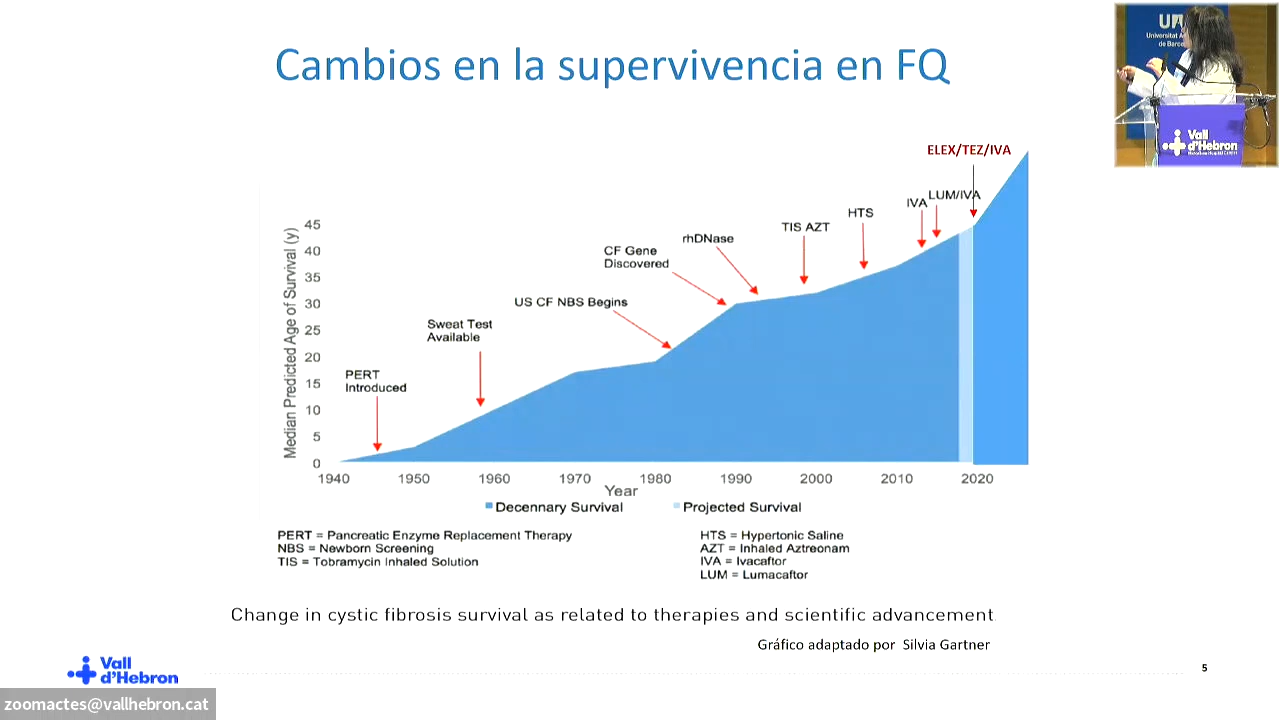 Cambios en la supervivencia en FQ
Universitat
de Barce
Vall
d'Hebron
ELEX/TEZ/IVA
LUM/IVA
IVA
HTS
TIS AZT
rhDNase
CF Gene
Discovered
US CF NBS Begins
Sweat Test
Available
PERT
Introduced
Median Predicted Age of Survival (y)
45
40
35
30
25
20
15
10
5
0
1940
1950
1960
1970
1980
1990
2000
2010
2020
Year
Decennary Survival
Projected Survival
PERT = Pancreatic Enzyme Replacement Therapy
NBS = Newborn Screening
TIS = Tobramycin Inhaled Solution
HTS = Hypertonic Saline
AZT = Inhaled Aztreonam
IVA = Ivacaftor
LUM = Lumacaftor
Change in cystic fibrosis survival as related to therapies and scientific advancement
Gráfico adaptado por Silvia Gartner
Vall
d'Hebron
5
zoomactes@vallhebron.cat